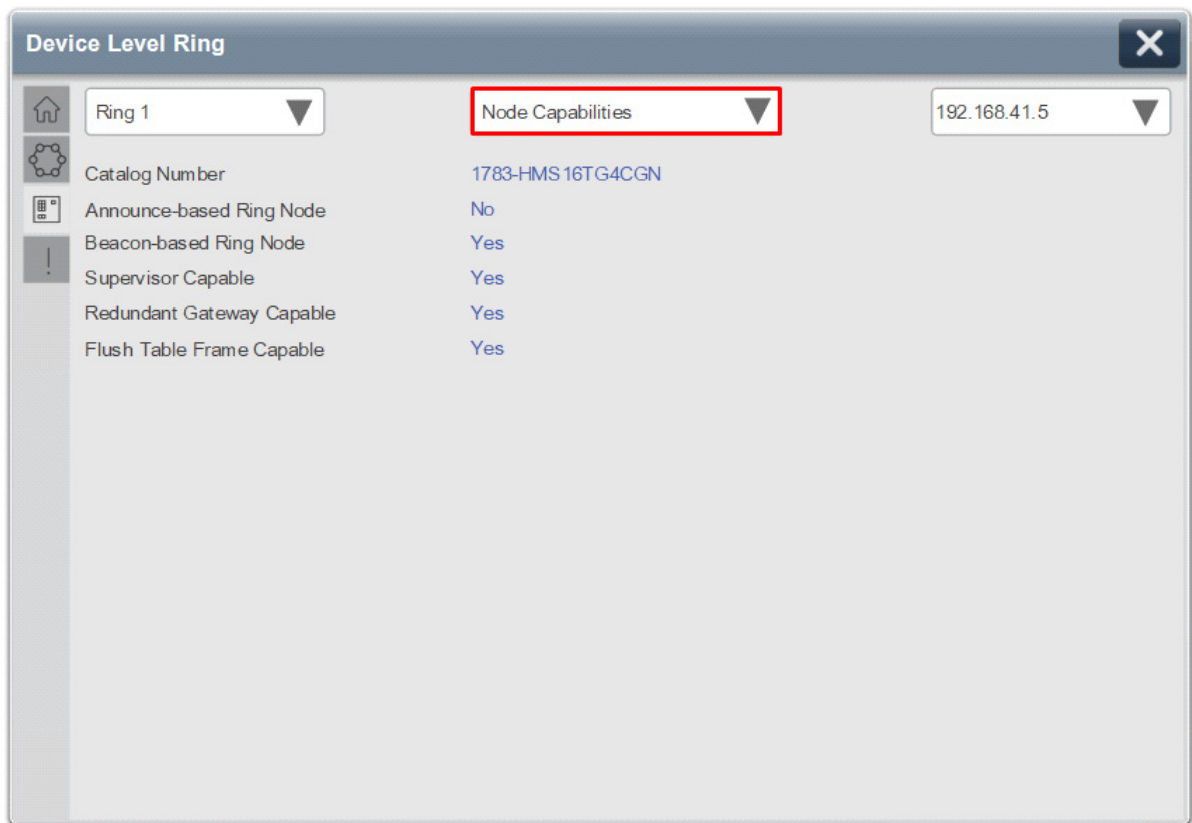 Device Level Ring
Ring 1
Node Capabilities
192.168.41.5
Catalog Number 1783-HMS16TG4CGN
Announce-based Ring Node No
Beacon-based Ring Node Yes
Supervisor Capable Yes
Redundant Gateway Capable Yes
Flush Table Frame Capable Yes